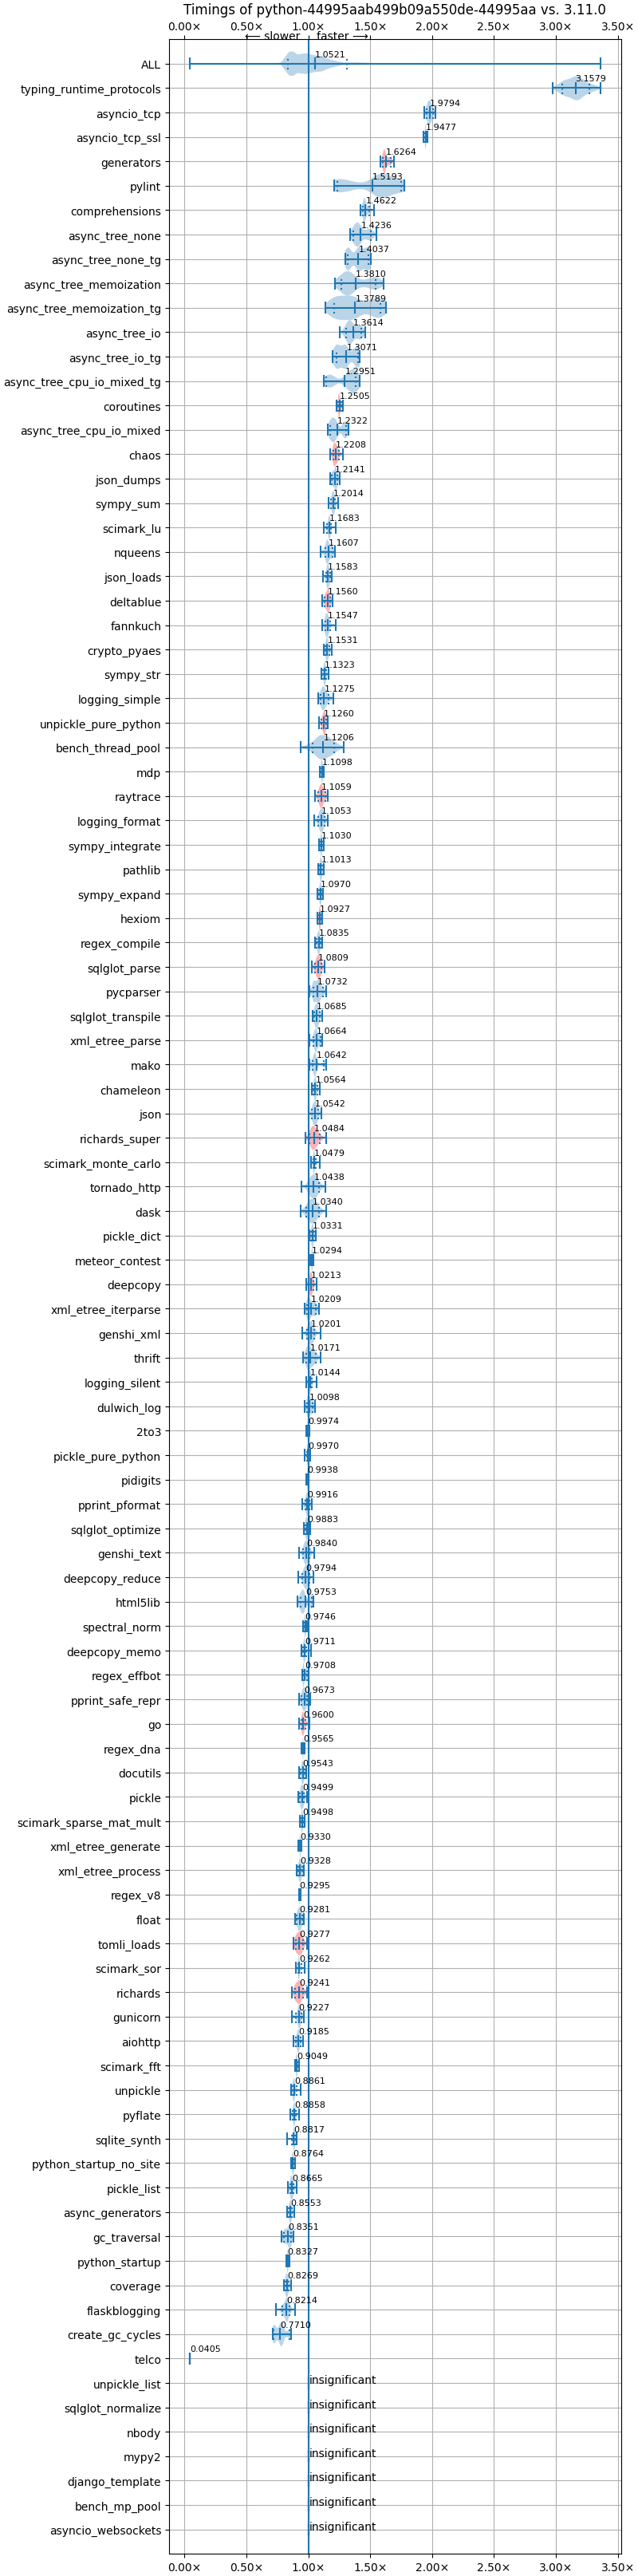 Timings of python-44995aab499b09a550de-44995aa vs. 3.11.0
0.00× 0.50× 1.00× 1.50× 2.00× 2.50× 3.00× 3.50×
⟵ slower faster ⟶
ALL 1.0521
typing_runtime_protocols 3.1579
asyncio_tcp 1.9794
asyncio_tcp_ssl 1.9477
generators 1.6264
pylint 1.5193
comprehensions 1.4622
async_tree_none 1.4236
async_tree_none_tg 1.4037
async_tree_memoization 1.3810
async_tree_memoization_tg 1.3789
async_tree_io 1.3614
async_tree_io_tg 1.3071
async_tree_cpu_io_mixed_tg 1.2951
coroutines 1.2505
async_tree_cpu_io_mixed 1.2322
chaos 1.2208
json_dumps 1.2141
sympy_sum 1.2014
scimark_lu 1.1683
nqueens 1.1607
json_loads 1.1583
deltablue 1.1560
fannkuch 1.1547
crypto_pyaes 1.1531
sympy_str 1.1323
logging_simple 1.1275
unpickle_pure_python 1.1260
bench_thread_pool 1.1206
mdp 1.1098
raytrace 1.1059
logging_format 1.1053
sympy_integrate 1.1030
pathlib 1.1013
sympy_expand 1.0970
hexiom 1.0927
regex_compile 1.0835
sqlglot_parse 1.0809
pycparser 1.0732
sqlglot_transpile 1.0685
xml_etree_parse 1.0664
mako 1.0642
chameleon 1.0564
json 1.0542
richards_super 1.0484
scimark_monte_carlo 1.0479
tornado_http 1.0438
dask 1.0340
pickle_dict 1.0331
meteor_contest 1.0294
deepcopy 1.0213
xml_etree_iterparse 1.0209
genshi_xml 1.0201
thrift 1.0171
logging_silent 1.0144
dulwich_log 1.0098
2to3 0.9974
pickle_pure_python 0.9970
pidigits 0.9938
pprint_pformat 0.9916
sqlglot_optimize 0.9883
genshi_text 0.9840
deepcopy_reduce 0.9794
html5lib 0.9753
spectral_norm 0.9746
deepcopy_memo 0.9711
regex_effbot 0.9708
pprint_safe_repr 0.9673
go 0.9600
regex_dna 0.9565
docutils 0.9543
pickle 0.9499
scimark_sparse_mat_mult 0.9498
xml_etree_generate 0.9330
xml_etree_process 0.9328
regex_v8 0.9295
float 0.9281
tomli_loads 0.9277
scimark_sor 0.9262
richards 0.9241
gunicorn 0.9227
aiohttp 0.9185
scimark_fft 0.9049
unpickle 0.8861
pyflate 0.8858
sqlite_synth 0.8817
python_startup_no_site 0.8764
pickle_list 0.8665
async_generators 0.8553
gc_traversal 0.8351
python_startup 0.8327
coverage 0.8269
flaskblogging 0.8214
create_gc_cycles 0.7710
telco 0.0405
unpickle_list insignificant
sqlglot_normalize insignificant
nbody insignificant
mypy2 insignificant
django_template insignificant
bench_mp_pool insignificant
asyncio_websockets insignificant
0.00× 0.50× 1.00× 1.50× 2.00× 2.50× 3.00× 3.50×